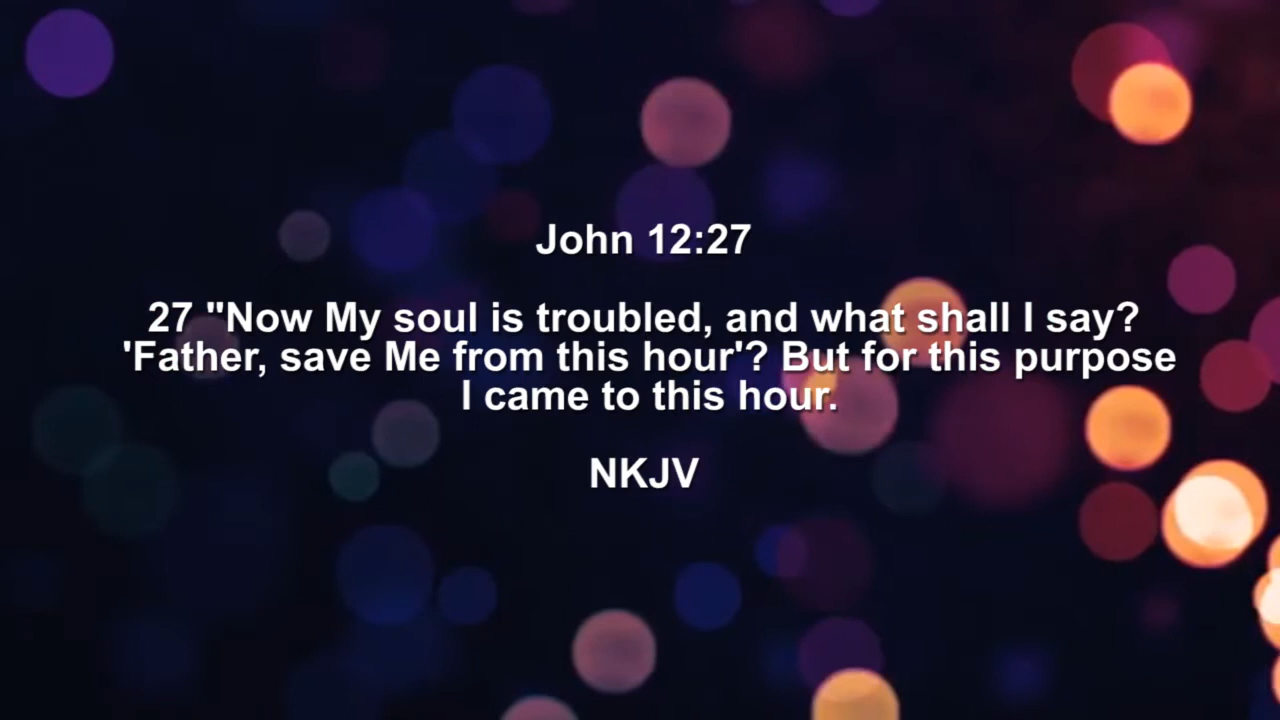 John 12:27
27 "Now My soul is troubled, and what shall I say?
'Father, save Me from this hour'? But for this purpose
I came to this hour.
NKJV